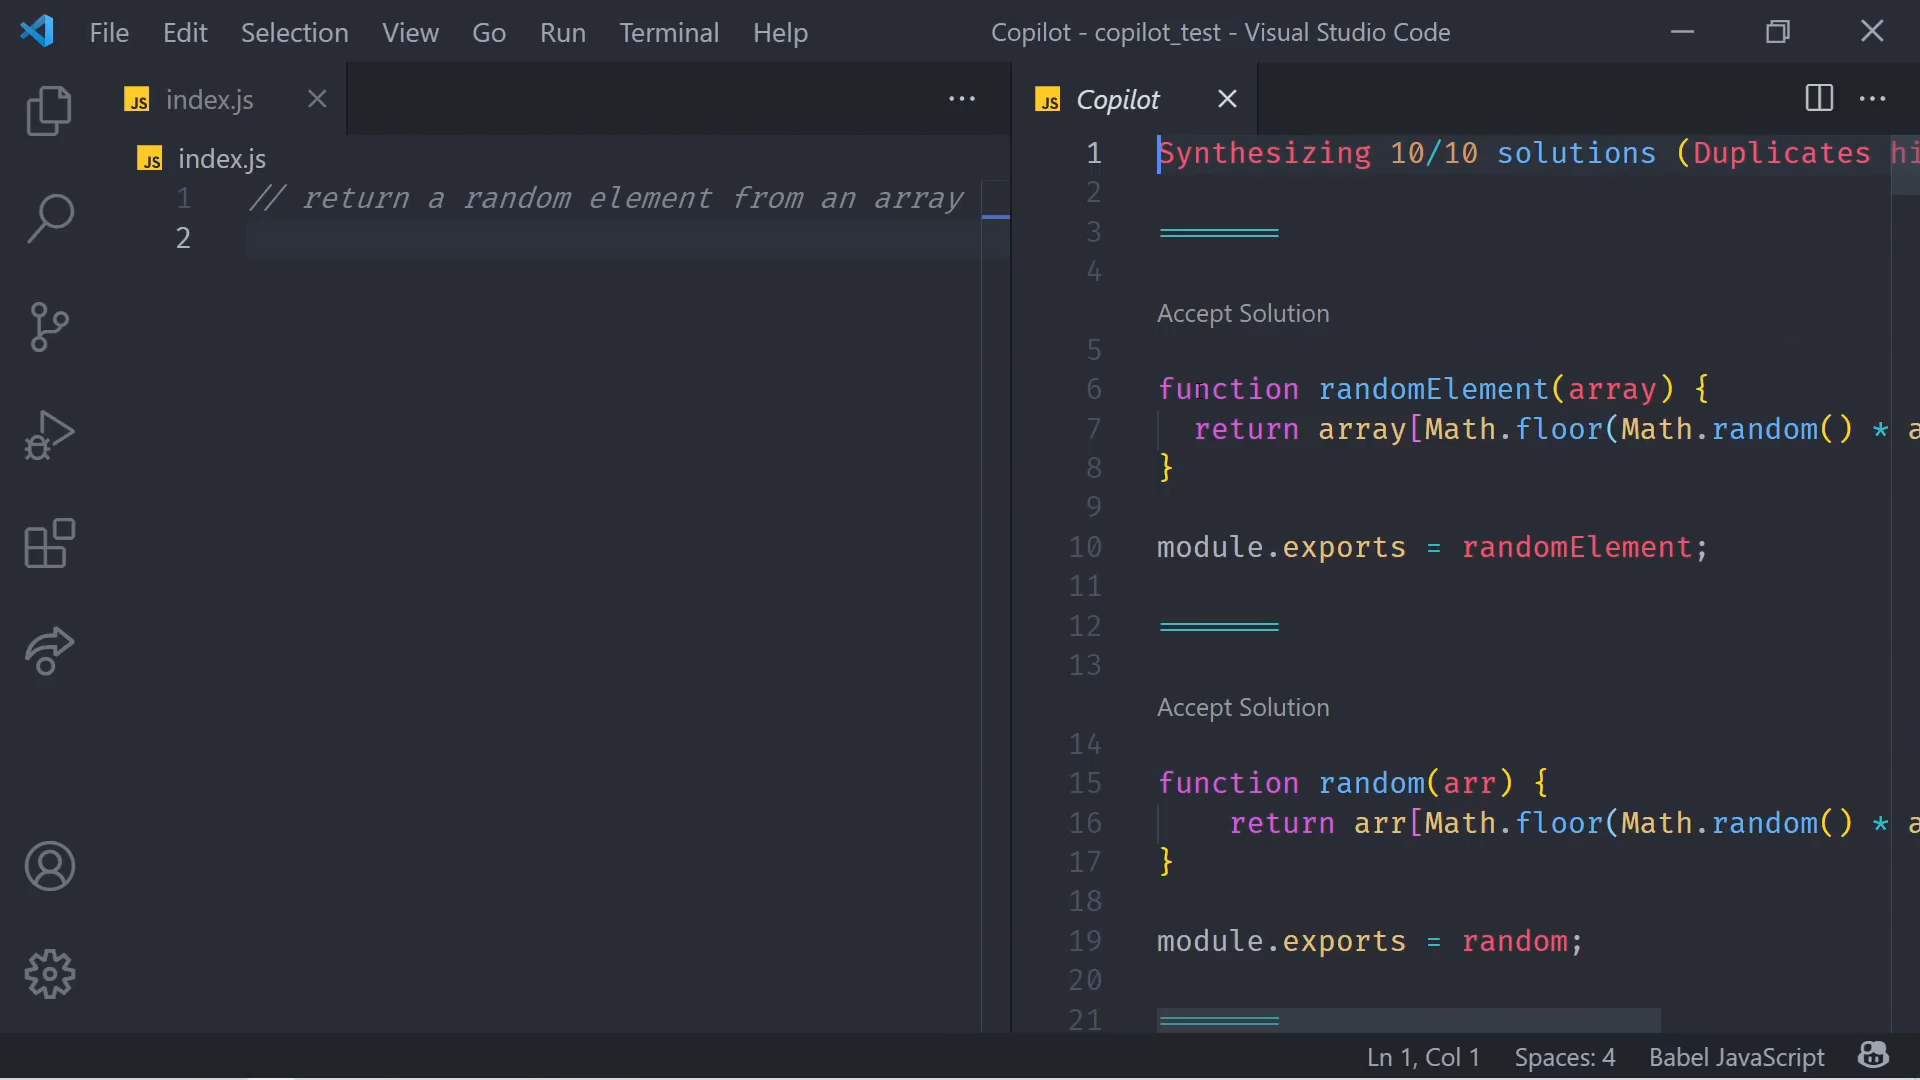 File Edit Selection View Go Run Terminal Help Copilot - copilot_test - Visual Studio Code
JS index.js
JS index.js
1 // return a random element from an array
2
JS Copilot
1 Synthesizing 10/10 solutions (Duplicates hi
2
3 =======
4
Accept Solution
5
6 function randomElement(array) {
7 return array[Math.floor(Math.random() * a
8 }
9
10 module.exports = randomElement;
11
12 =======
13
Accept Solution
14
15 function random(arr) {
16 return arr[Math.floor(Math.random() * a
17 }
18
19 module.exports = random;
20
21 =======
Ln 1, Col 1 Spaces: 4 Babel JavaScript